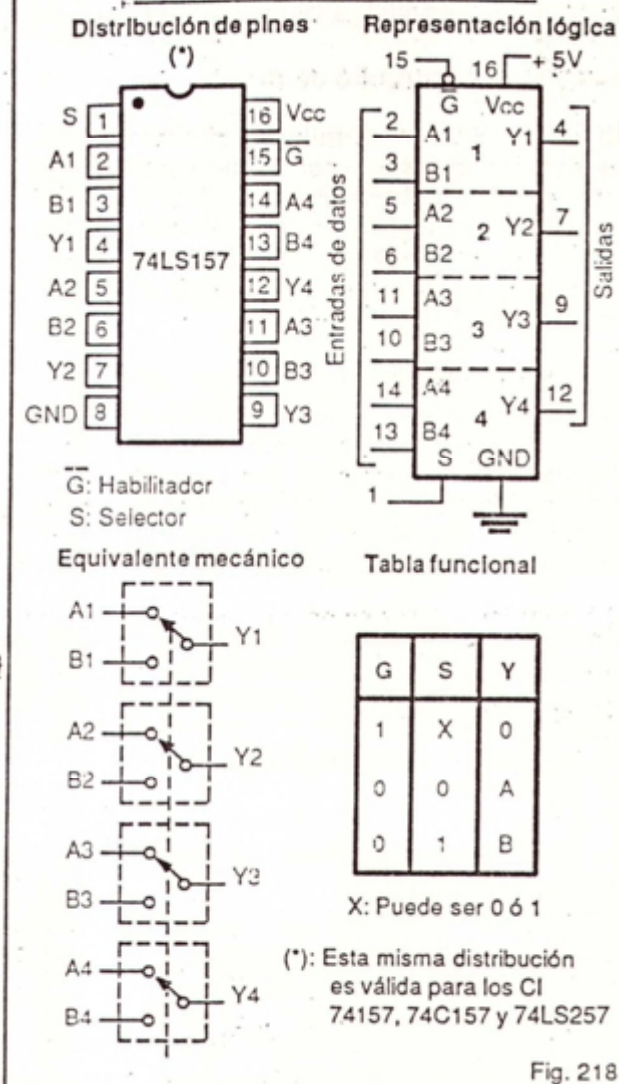 Distribución de pines
(*)
S 1
A1 2
B1 3
Y1 4
A2 5
B2 6
Y2 7
GND 8
74LS157
16 Vcc
15 G
14 A4
13 B4
12 Y4
11 A3
10 B3
9 Y3
G: Habilitador
S: Selector
Representación lógica
15
16
+ 5V
G Vcc
Entradas de datos
2 A1
3 B1
1
Y1 4
5 A2
6 B2
2
Y2 7
11 A3
10 B3
3
Y3 9
14 A4
13 B4
4
Y4 12
S GND
1
Salidas
Equivalente mecánico
A1
B1
Y1
A2
B2
Y2
A3
B3
Y3
A4
B4
Y4
Tabla funcional
G S Y
1 X 0
0 0 A
0 1 B
X: Puede ser 0 ó 1
(*): Esta misma distribución
es válida para los CI
74157, 74C157 y 74LS257
Fig. 218